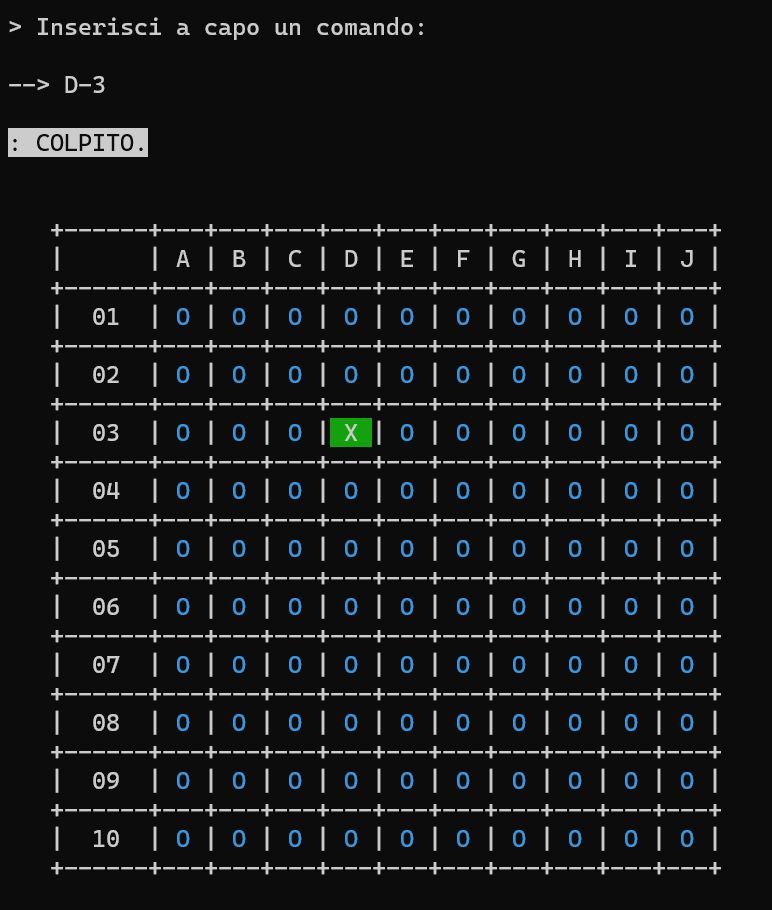 > Inserisci a capo un comando:
--> D-3
: COLPITO.
+------+---+---+---+---+---+---+---+---+---+---+
|      | A | B | C | D | E | F | G | H | I | J |
+------+---+---+---+---+---+---+---+---+---+---+
|  01  | O | O | O | O | O | O | O | O | O | O |
+------+---+---+---+---+---+---+---+---+---+---+
|  02  | O | O | O | O | O | O | O | O | O | O |
+------+---+---+---+---+---+---+---+---+---+---+
|  03  | O | O | O | X | O | O | O | O | O | O |
+------+---+---+---+---+---+---+---+---+---+---+
|  04  | O | O | O | O | O | O | O | O | O | O |
+------+---+---+---+---+---+---+---+---+---+---+
|  05  | O | O | O | O | O | O | O | O | O | O |
+------+---+---+---+---+---+---+---+---+---+---+
|  06  | O | O | O | O | O | O | O | O | O | O |
+------+---+---+---+---+---+---+---+---+---+---+
|  07  | O | O | O | O | O | O | O | O | O | O |
+------+---+---+---+---+---+---+---+---+---+---+
|  08  | O | O | O | O | O | O | O | O | O | O |
+------+---+---+---+---+---+---+---+---+---+---+
|  09  | O | O | O | O | O | O | O | O | O | O |
+------+---+---+---+---+---+---+---+---+---+---+
|  10  | O | O | O | O | O | O | O | O | O | O |
+------+---+---+---+---+---+---+---+---+---+---+